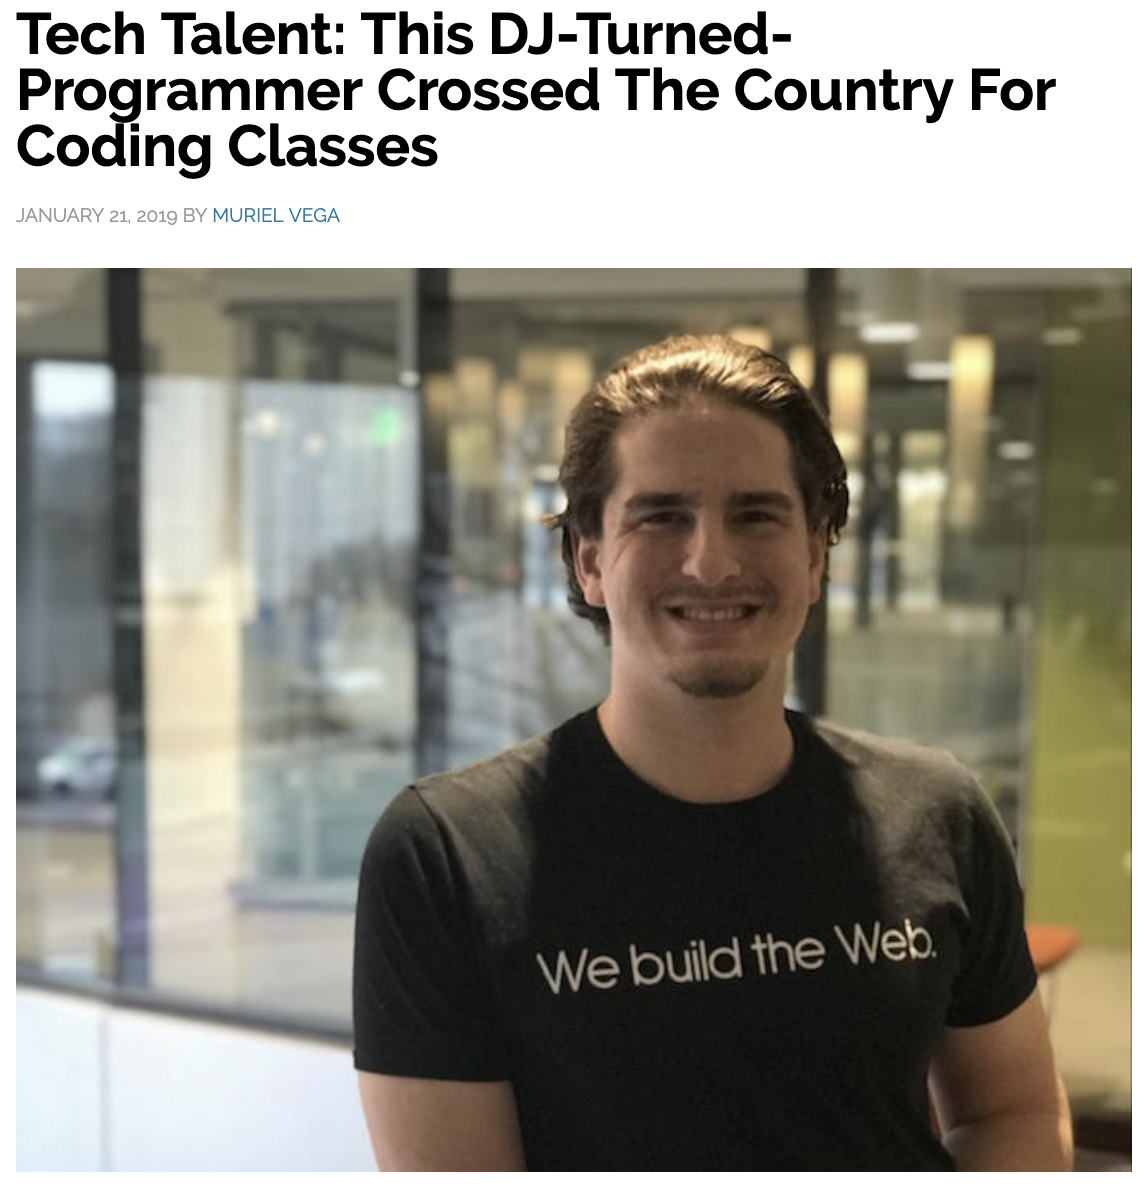 Tech Talent: This DJ-Turned-
Programmer Crossed The Country For
Coding Classes
JANUARY 21, 2019 BY MURIEL VEGA
We build the Web.